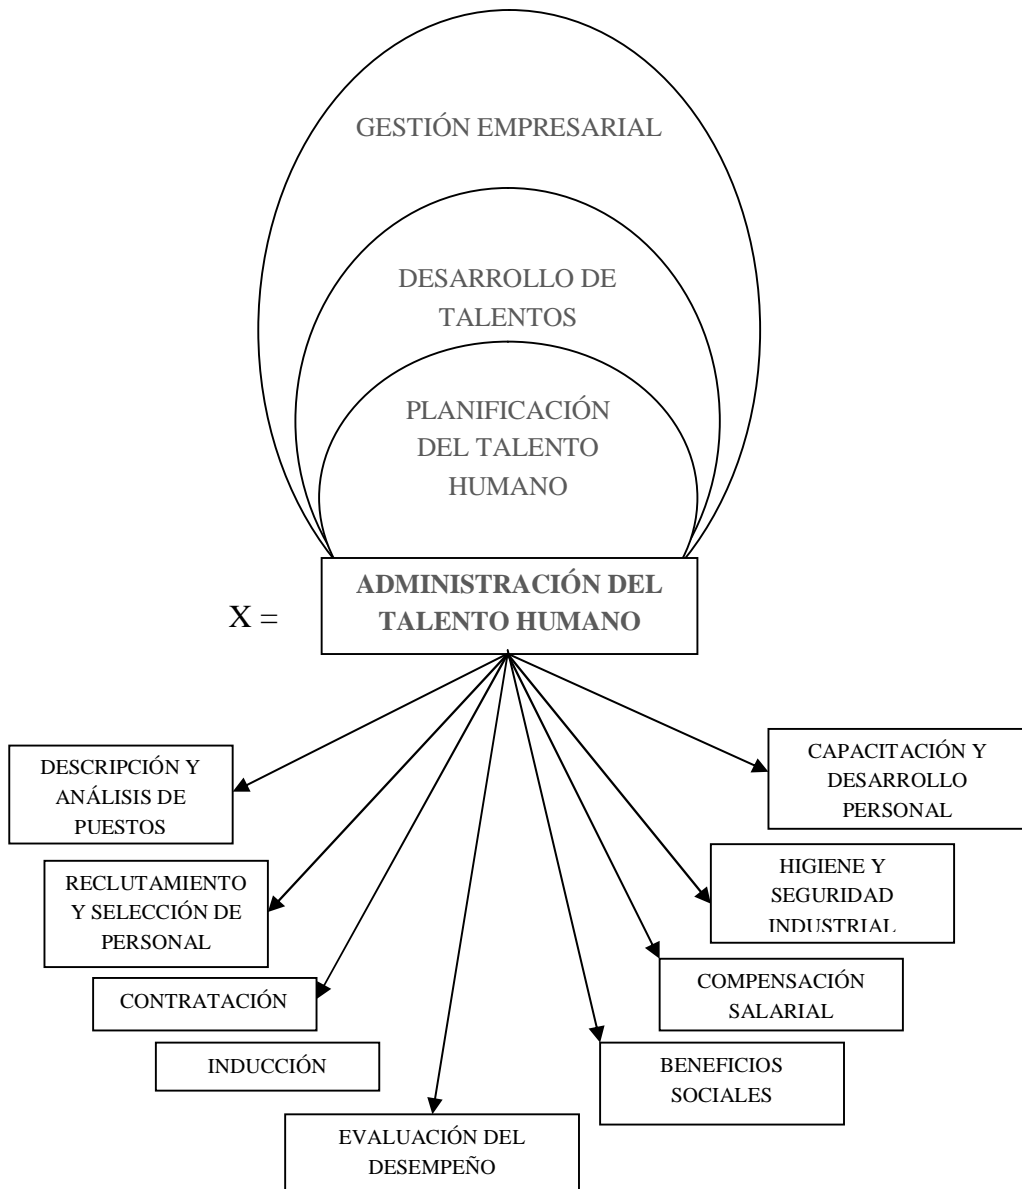 GESTIÓN EMPRESARIAL
DESARROLLO DE
TALENTOS
PLANIFICACIÓN
DEL TALENTO
HUMANO
ADMINISTRACIÓN DEL
TALENTO HUMANO
X =
DESCRIPCIÓN Y
ANÁLISIS DE
PUESTOS
CAPACITACIÓN Y
DESARROLLO
PERSONAL
RECLUTAMIENTO
Y SELECCIÓN DE
PERSONAL
HIGIENE Y
SEGURIDAD
INDUSTRIAL
CONTRATACIÓN
COMPENSACIÓN
SALARIAL
INDUCCIÓN
BENEFICIOS
SOCIALES
EVALUACIÓN DEL
DESEMPEÑO